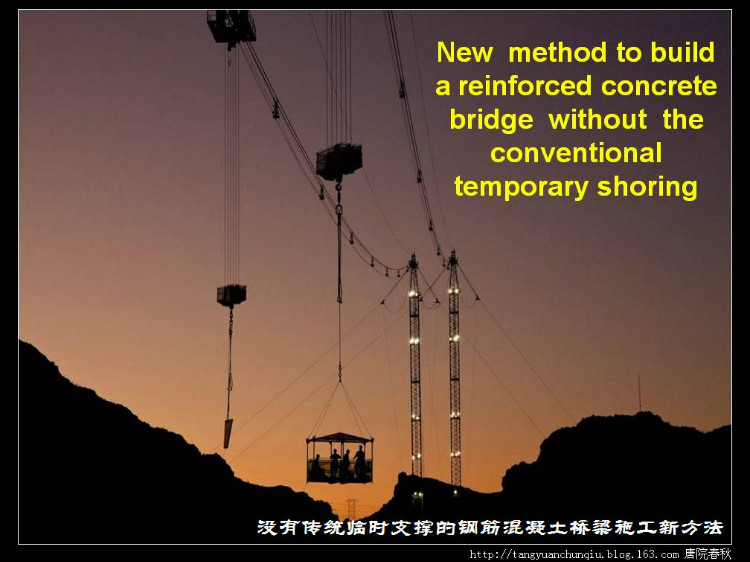 New method to build
a reinforced concrete
bridge without the
conventional
temporary shoring
没有传统临时支撑的钢筋混凝土桥梁施工新方法
http://tangyuanchunqiu.blog.163.com 唐院春秋